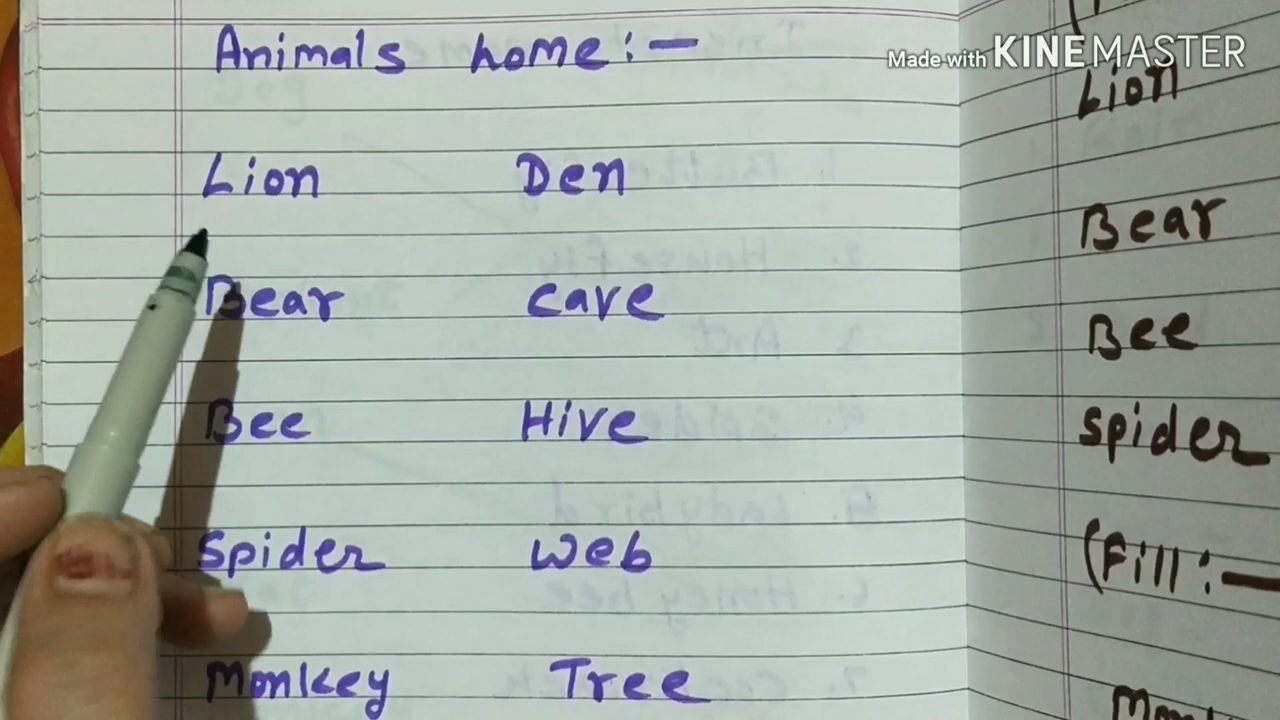 Animals home:-
Made with KINEMASTER
Lion Den
Bear Cave
Bee Hive
Spider Web
Monkey Tree
Lion
Bear
Bee
Spider
(Fill:-